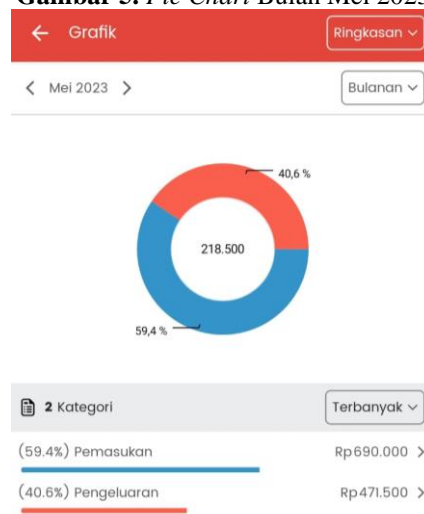 Gambar 5. Pie Chart Bulan Mei 2023
Grafik
Ringkasan
Mei 2023
Bulanan
40,6 %
218.500
59,4 %
2 Kategori
Terbanyak
(59.4%) Pemasukan
Rp690.000
(40.6%) Pengeluaran
Rp471.500